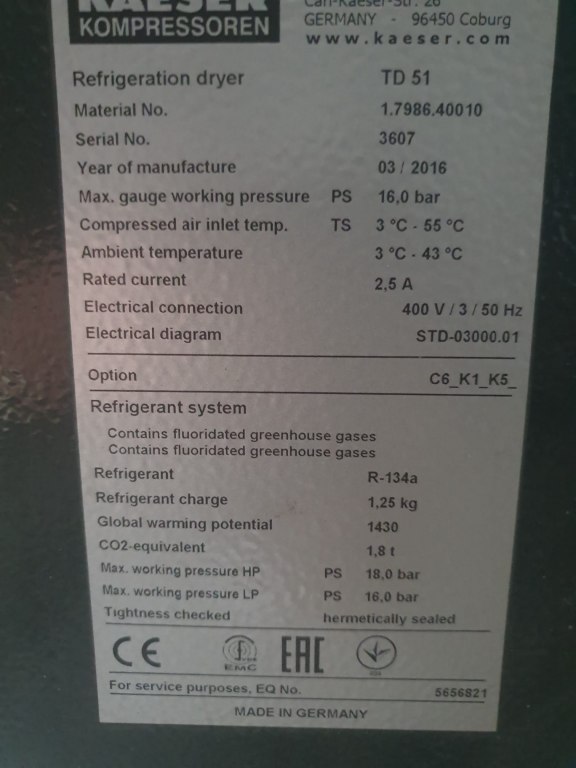 KAESER
KOMPRESSOREN
Carl-Kaeser-Str. 26
GERMANY - 96450 Coburg
www.kaeser.com
Refrigeration dryer TD 51
Material No. 1.7986.40010
Serial No. 3607
Year of manufacture 03 / 2016
Max. gauge working pressure PS 16,0 bar
Compressed air inlet temp. TS 3 °C - 55 °C
Ambient temperature 3 °C - 43 °C
Rated current 2,5 A
Electrical connection 400 V / 3 / 50 Hz
Electrical diagram STD-03000.01
Option C6_K1_K5_
Refrigerant system
Contains fluoridated greenhouse gases
Contains fluoridated greenhouse gases
Refrigerant R-134a
Refrigerant charge 1,25 kg
Global warming potential 1430
CO2-equivalent 1,8 t
Max. working pressure HP PS 18,0 bar
Max. working pressure LP PS 16,0 bar
Tightness checked hermetically sealed
CE EMC EAC
For service purposes, EQ No. 5656821
MADE IN GERMANY